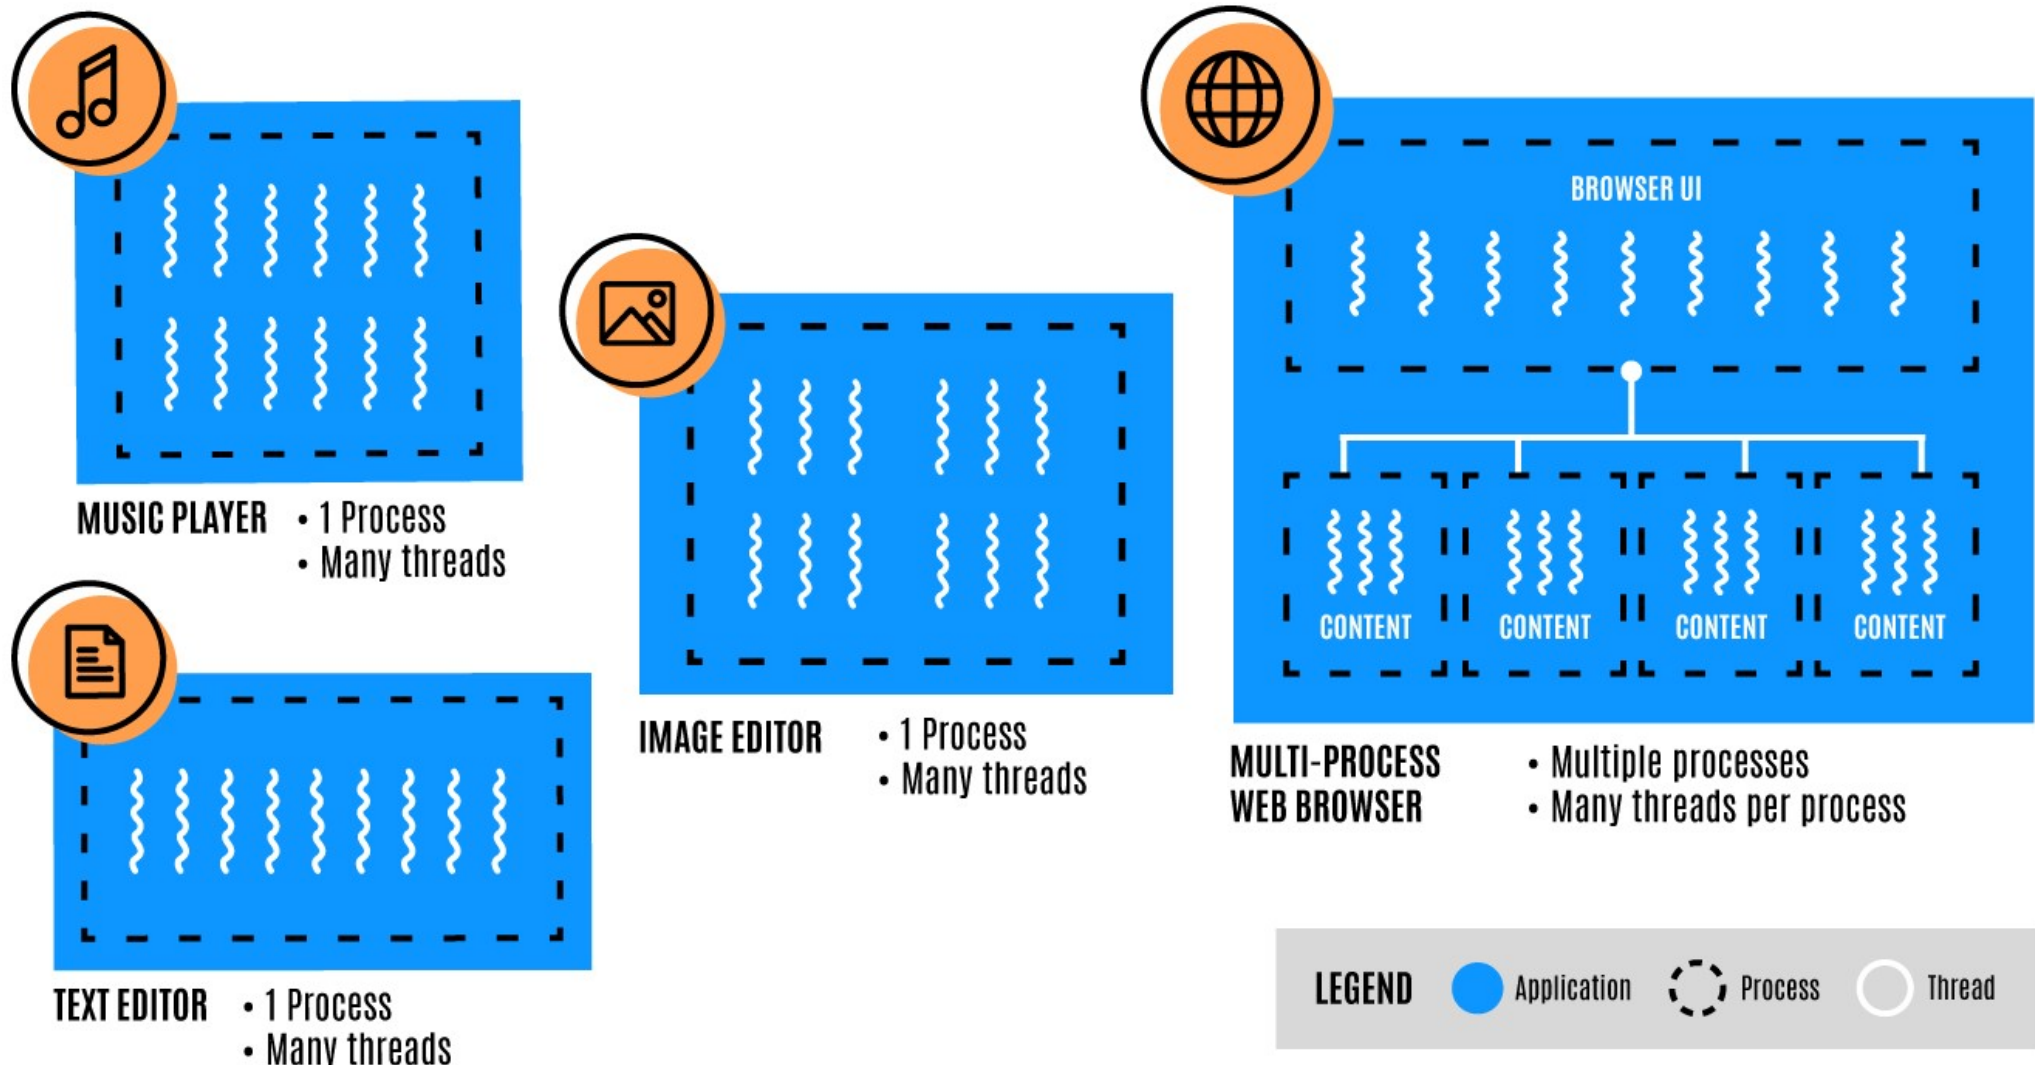 MUSIC PLAYER
• 1 Process
• Many threads
TEXT EDITOR
• 1 Process
• Many threads
IMAGE EDITOR
• 1 Process
• Many threads
BROWSER UI
CONTENT CONTENT CONTENT CONTENT
MULTI-PROCESS
WEB BROWSER
• Multiple processes
• Many threads per process
LEGEND Application Process Thread